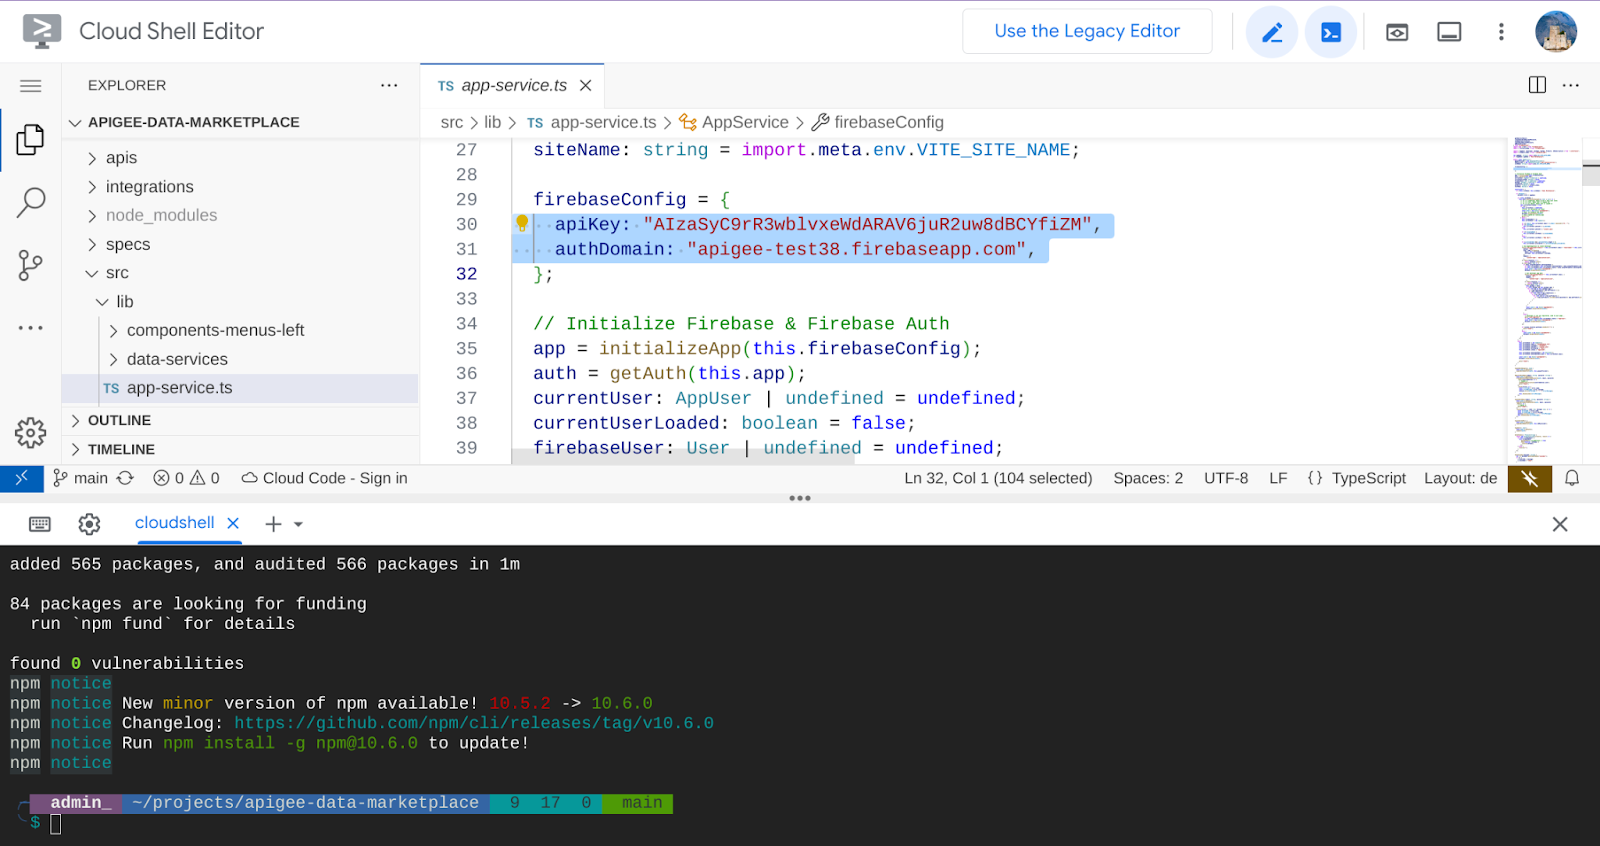 Cloud Shell Editor
Use the Legacy Editor
EXPLORER
APIGEE-DATA-MARKETPLACE
apis
integrations
node_modules
specs
src
lib
components-menus-left
data-services
TS app-service.ts
OUTLINE
TIMELINE
TS app-service.ts
src > lib > TS app-service.ts > AppService > firebaseConfig
27 siteName: string = import.meta.env.VITE_SITE_NAME;
28
29 firebaseConfig = {
30 apiKey: "AIzaSyC9rR3wblvxeWdARAV6juR2uw8dBCYfiZM",
31 authDomain: "apigee-test38.firebaseapp.com",
32 };
33
34 // Initialize Firebase & Firebase Auth
35 app = initializeApp(this.firebaseConfig);
36 auth = getAuth(this.app);
37 currentUser: AppUser | undefined = undefined;
38 currentUserLoaded: boolean = false;
39 firebaseUser: User | undefined = undefined;
main 0 0 Cloud Code - Sign in Ln 32, Col 1 (104 selected) Spaces: 2 UTF-8 LF {} TypeScript Layout: de
cloudshell
added 565 packages, and audited 566 packages in 1m
84 packages are looking for funding
run `npm fund` for details
found 0 vulnerabilities
npm notice
npm notice New minor version of npm available! 10.5.2 -> 10.6.0
npm notice Changelog: https://github.com/npm/cli/releases/tag/v10.6.0
npm notice Run npm install -g npm@10.6.0 to update!
npm notice
admin_ ~/projects/apigee-data-marketplace 9 17 0 main
$